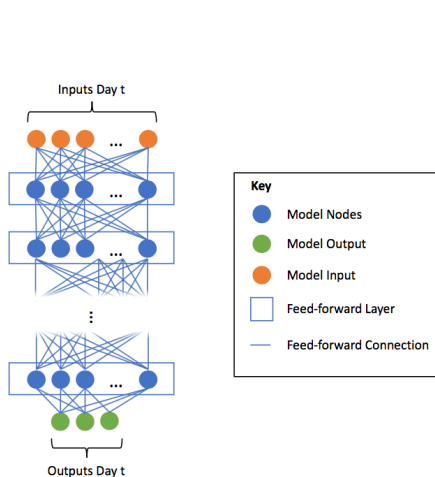 Inputs Day t
...
...
...
...
...
Outputs Day t
Key
Model Nodes
Model Output
Model Input
Feed-forward Layer
Feed-forward Connection